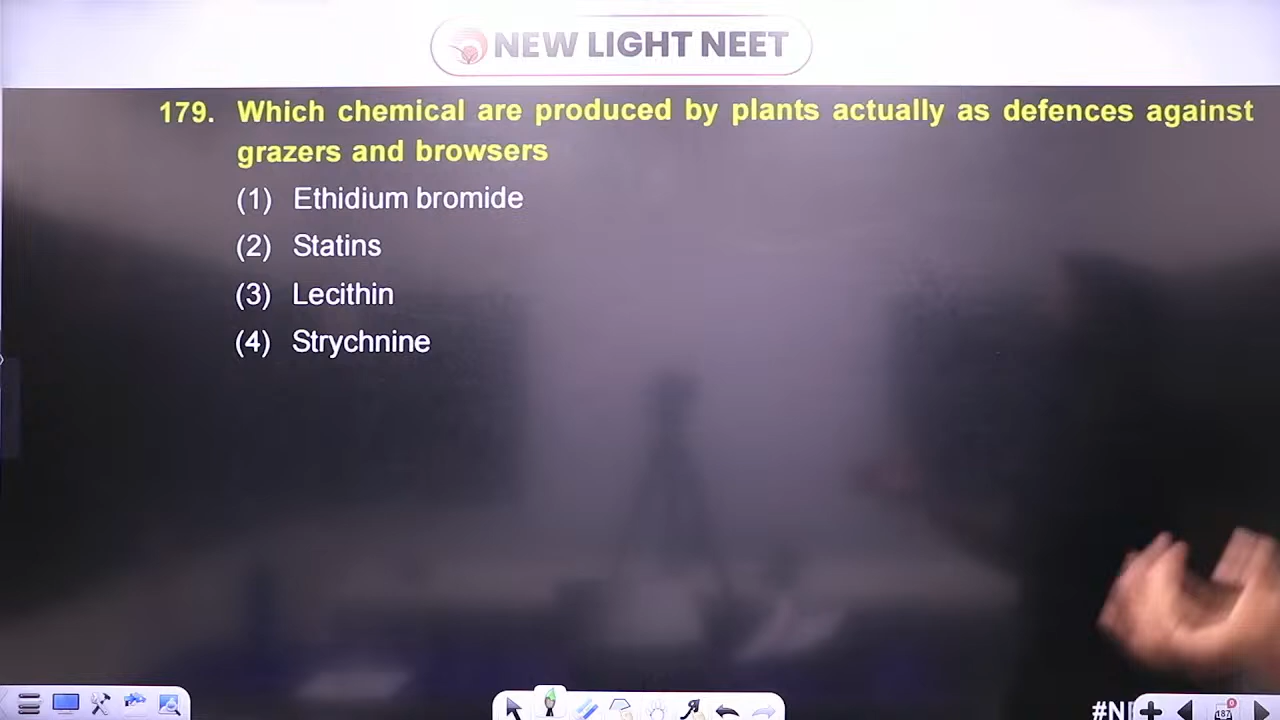 NEW LIGHT NEET
179. Which chemical are produced by plants actually as defences against
grazers and browsers
(1) Ethidium bromide
(2) Statins
(3) Lecithin
(4) Strychnine
187